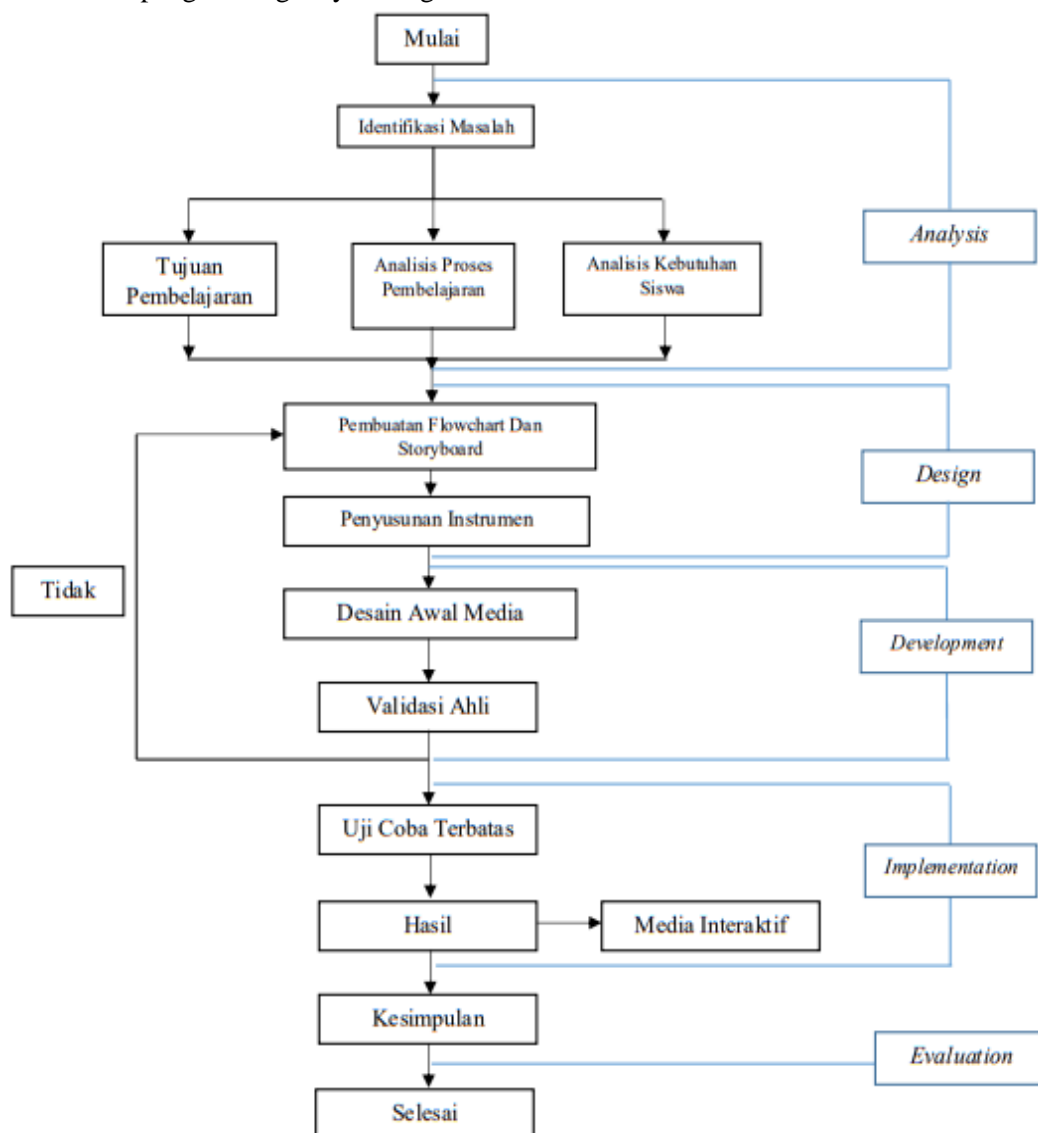 Mulai
Identifikasi Masalah
Tujuan
Pembelajaran
Analisis Proses
Pembelajaran
Analisis Kebutuhan
Siswa
Analysis
Pembuatan Flowchart Dan
Storyboard
Design
Penyusunan Instrumen
Tidak
Desain Awal Media
Development
Validasi Ahli
Uji Coba Terbatas
Implementation
Hasil
Media Interaktif
Kesimpulan
Evaluation
Selesai